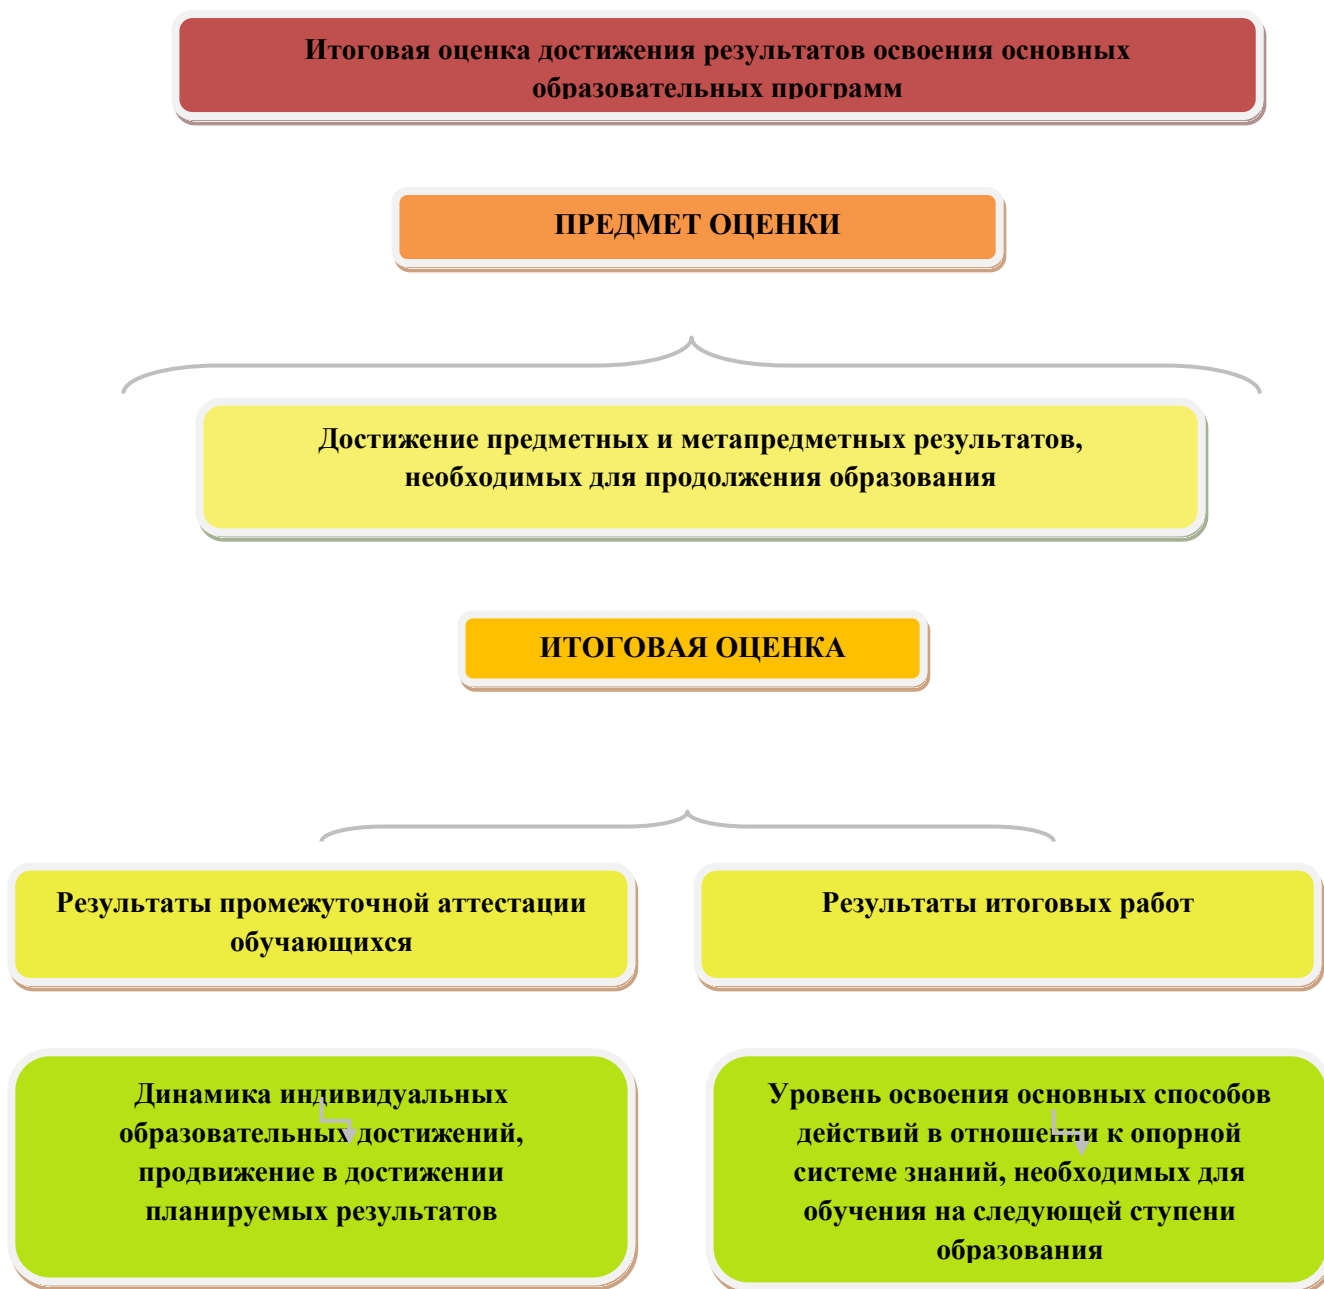 Итоговая оценка достижения результатов освоения основных
образовательных программ
ПРЕДМЕТ ОЦЕНКИ
Достижение предметных и метапредметных результатов,
необходимых для продолжения образования
ИТОГОВАЯ ОЦЕНКА
Результаты промежуточной аттестации
обучающихся
Результаты итоговых работ
Динамика индивидуальных
образовательных достижений,
продвижение в достижении
планируемых результатов
Уровень освоения основных способов
действий в отношении к опорной
системе знаний, необходимых для
обучения на следующей ступени
образования